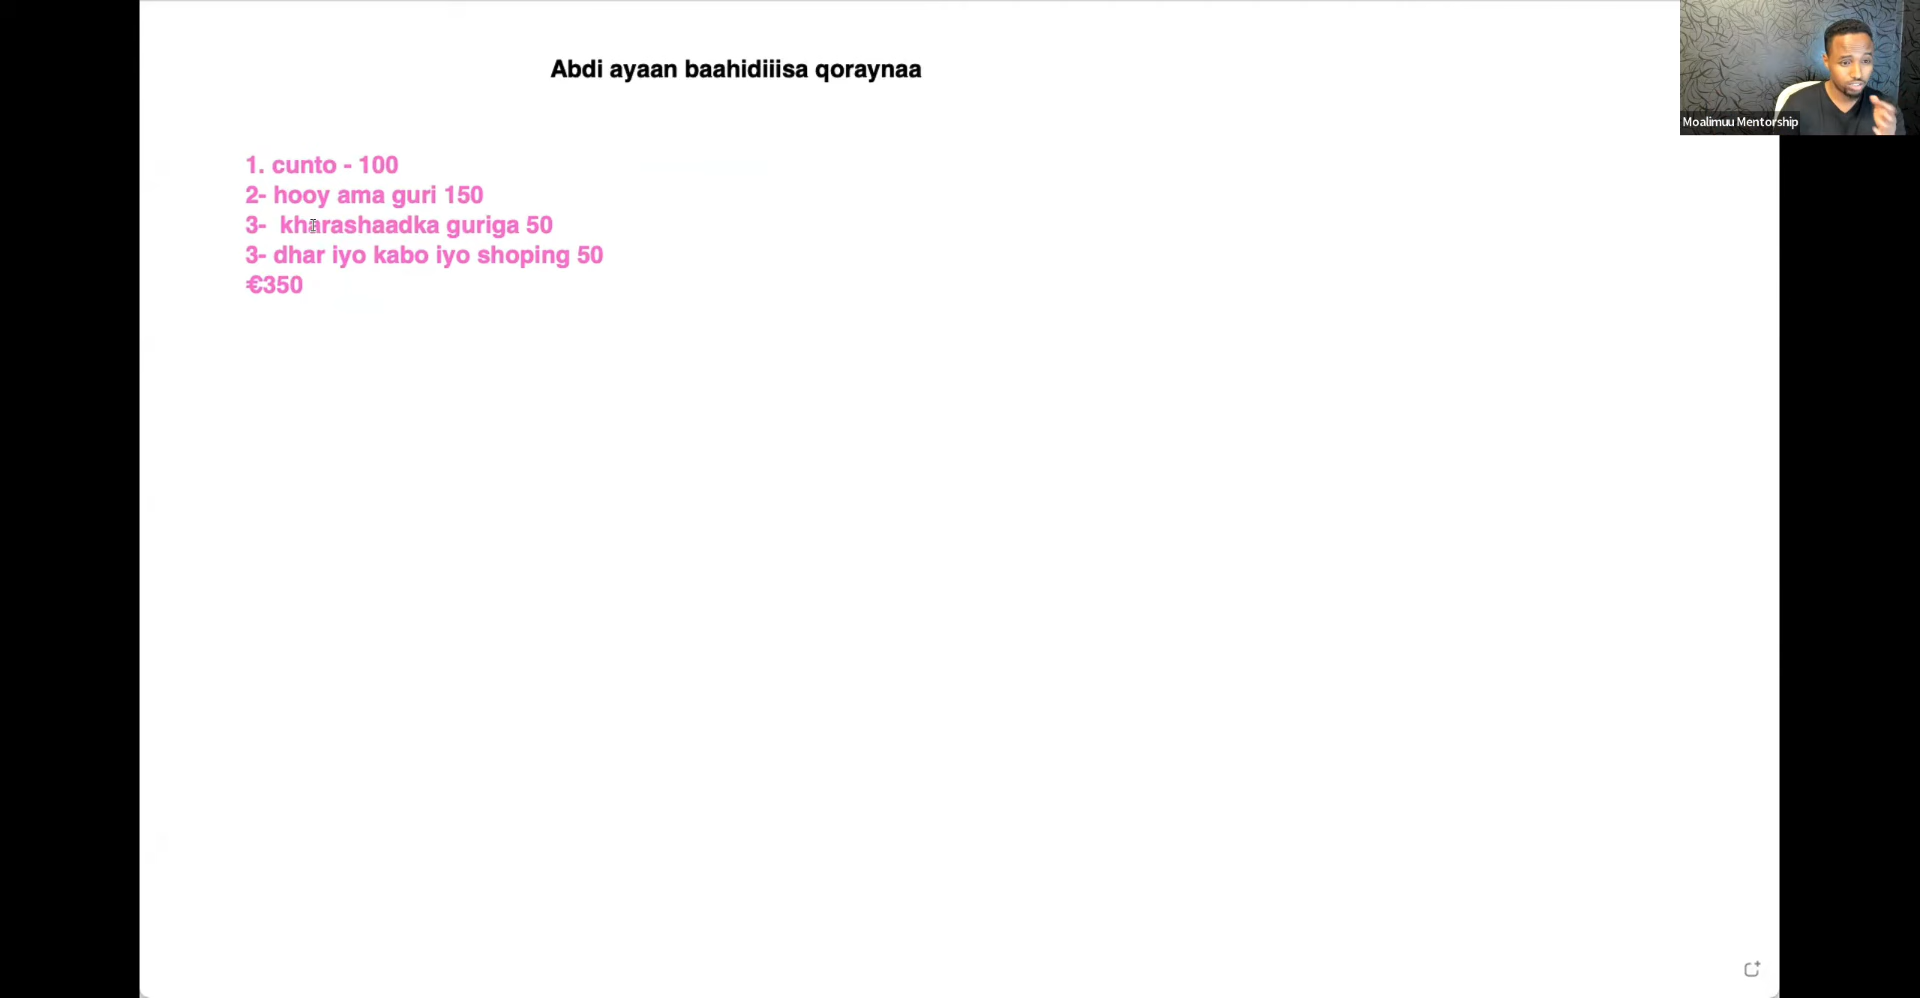 Abdi ayaan baahidiiisa qoraynaa
Moalimuu Mentorship
1. cunto - 100
2- hooy ama guri 150
3-  kharashaadka guriga 50
3- dhar iyo kabo iyo shoping 50
€350